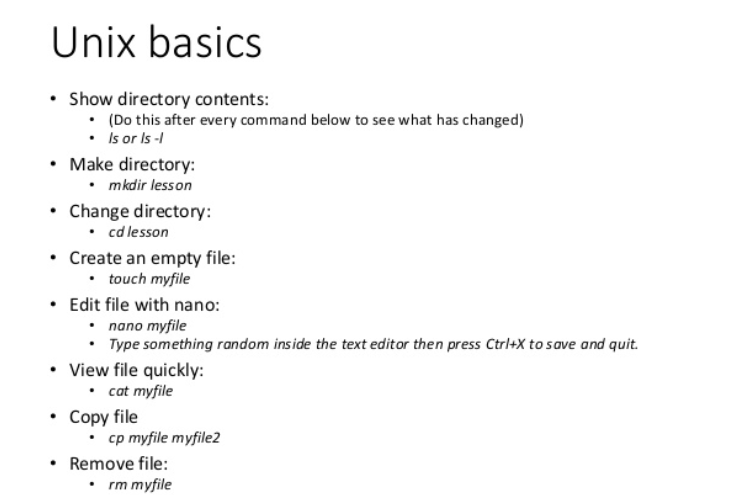 Unix basics
• Show directory contents:
• (Do this after every command below to see what has changed)
• ls or ls -l
• Make directory:
• mkdir lesson
• Change directory:
• cd lesson
• Create an empty file:
• touch myfile
• Edit file with nano:
• nano myfile
• Type something random inside the text editor then press Ctrl+X to save and quit.
• View file quickly:
• cat myfile
• Copy file
• cp myfile myfile2
• Remove file:
• rm myfile